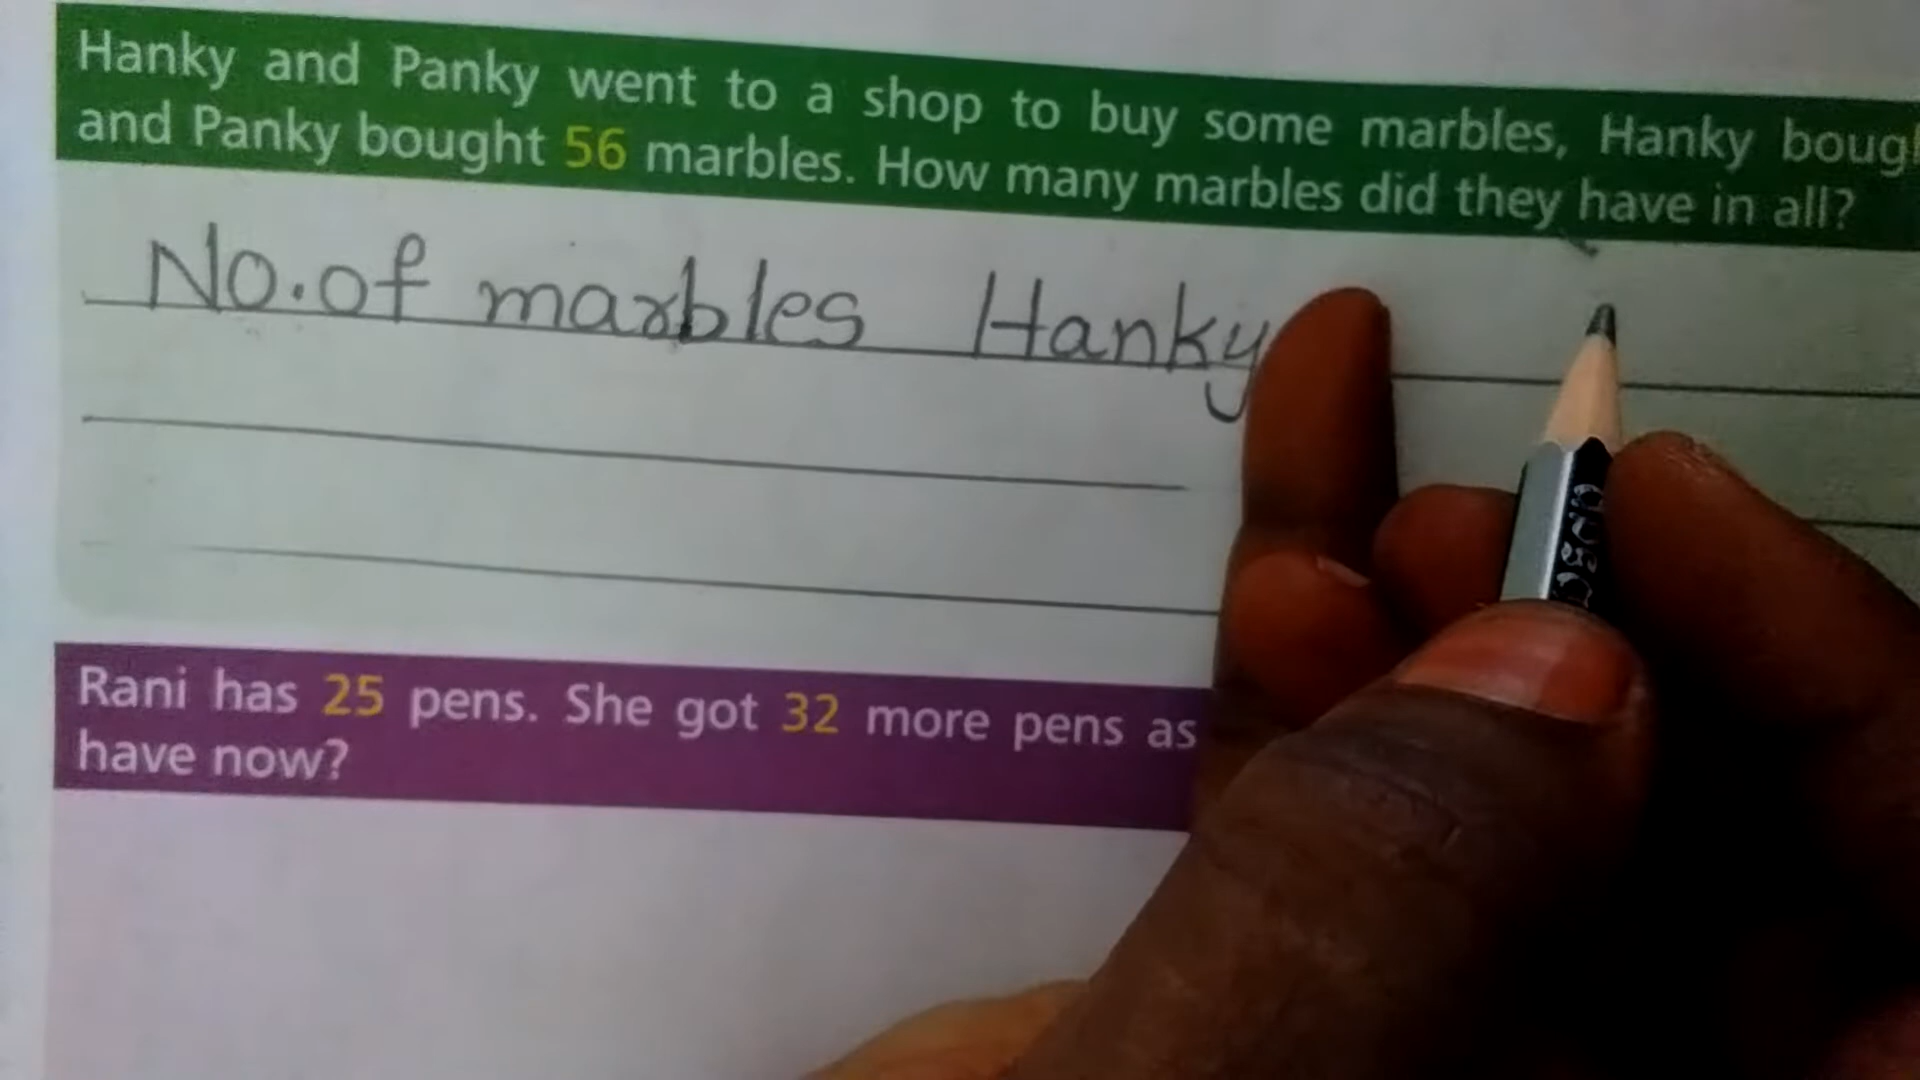 Hanky and Panky went to a shop to buy some marbles, Hanky bough
and Panky bought 56 marbles. How many marbles did they have in all?
No. of marbles Hanky
Rani has 25 pens. She got 32 more pens as
have now?